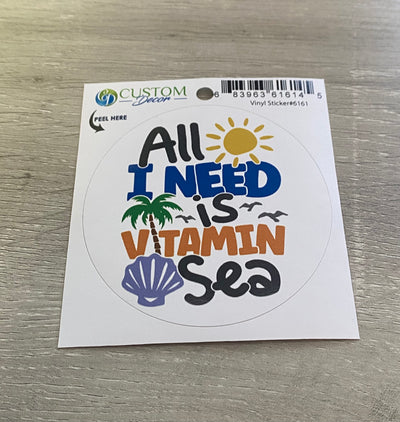 CUSTOM
Decor
PEEL HERE
6 83963 61614 5
Vinyl Sticker#6161
All
I NEED
is
VITAMIN
Sea